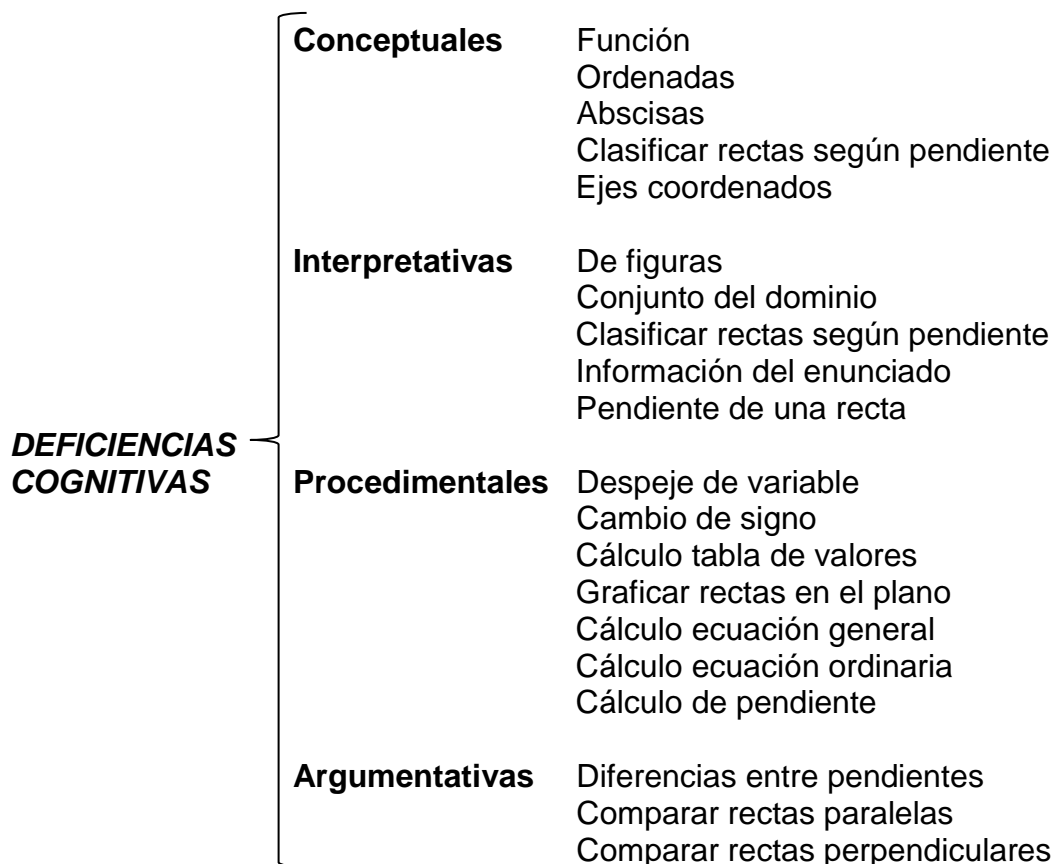 DEFICIENCIAS
COGNITIVAS
Conceptuales Función
Ordenadas
Abscisas
Clasificar rectas según pendiente
Ejes coordenados
Interpretativas De figuras
Conjunto del dominio
Clasificar rectas según pendiente
Información del enunciado
Pendiente de una recta
Procedimentales Despeje de variable
Cambio de signo
Cálculo tabla de valores
Graficar rectas en el plano
Cálculo ecuación general
Cálculo ecuación ordinaria
Cálculo de pendiente
Argumentativas Diferencias entre pendientes
Comparar rectas paralelas
Comparar rectas perpendiculares